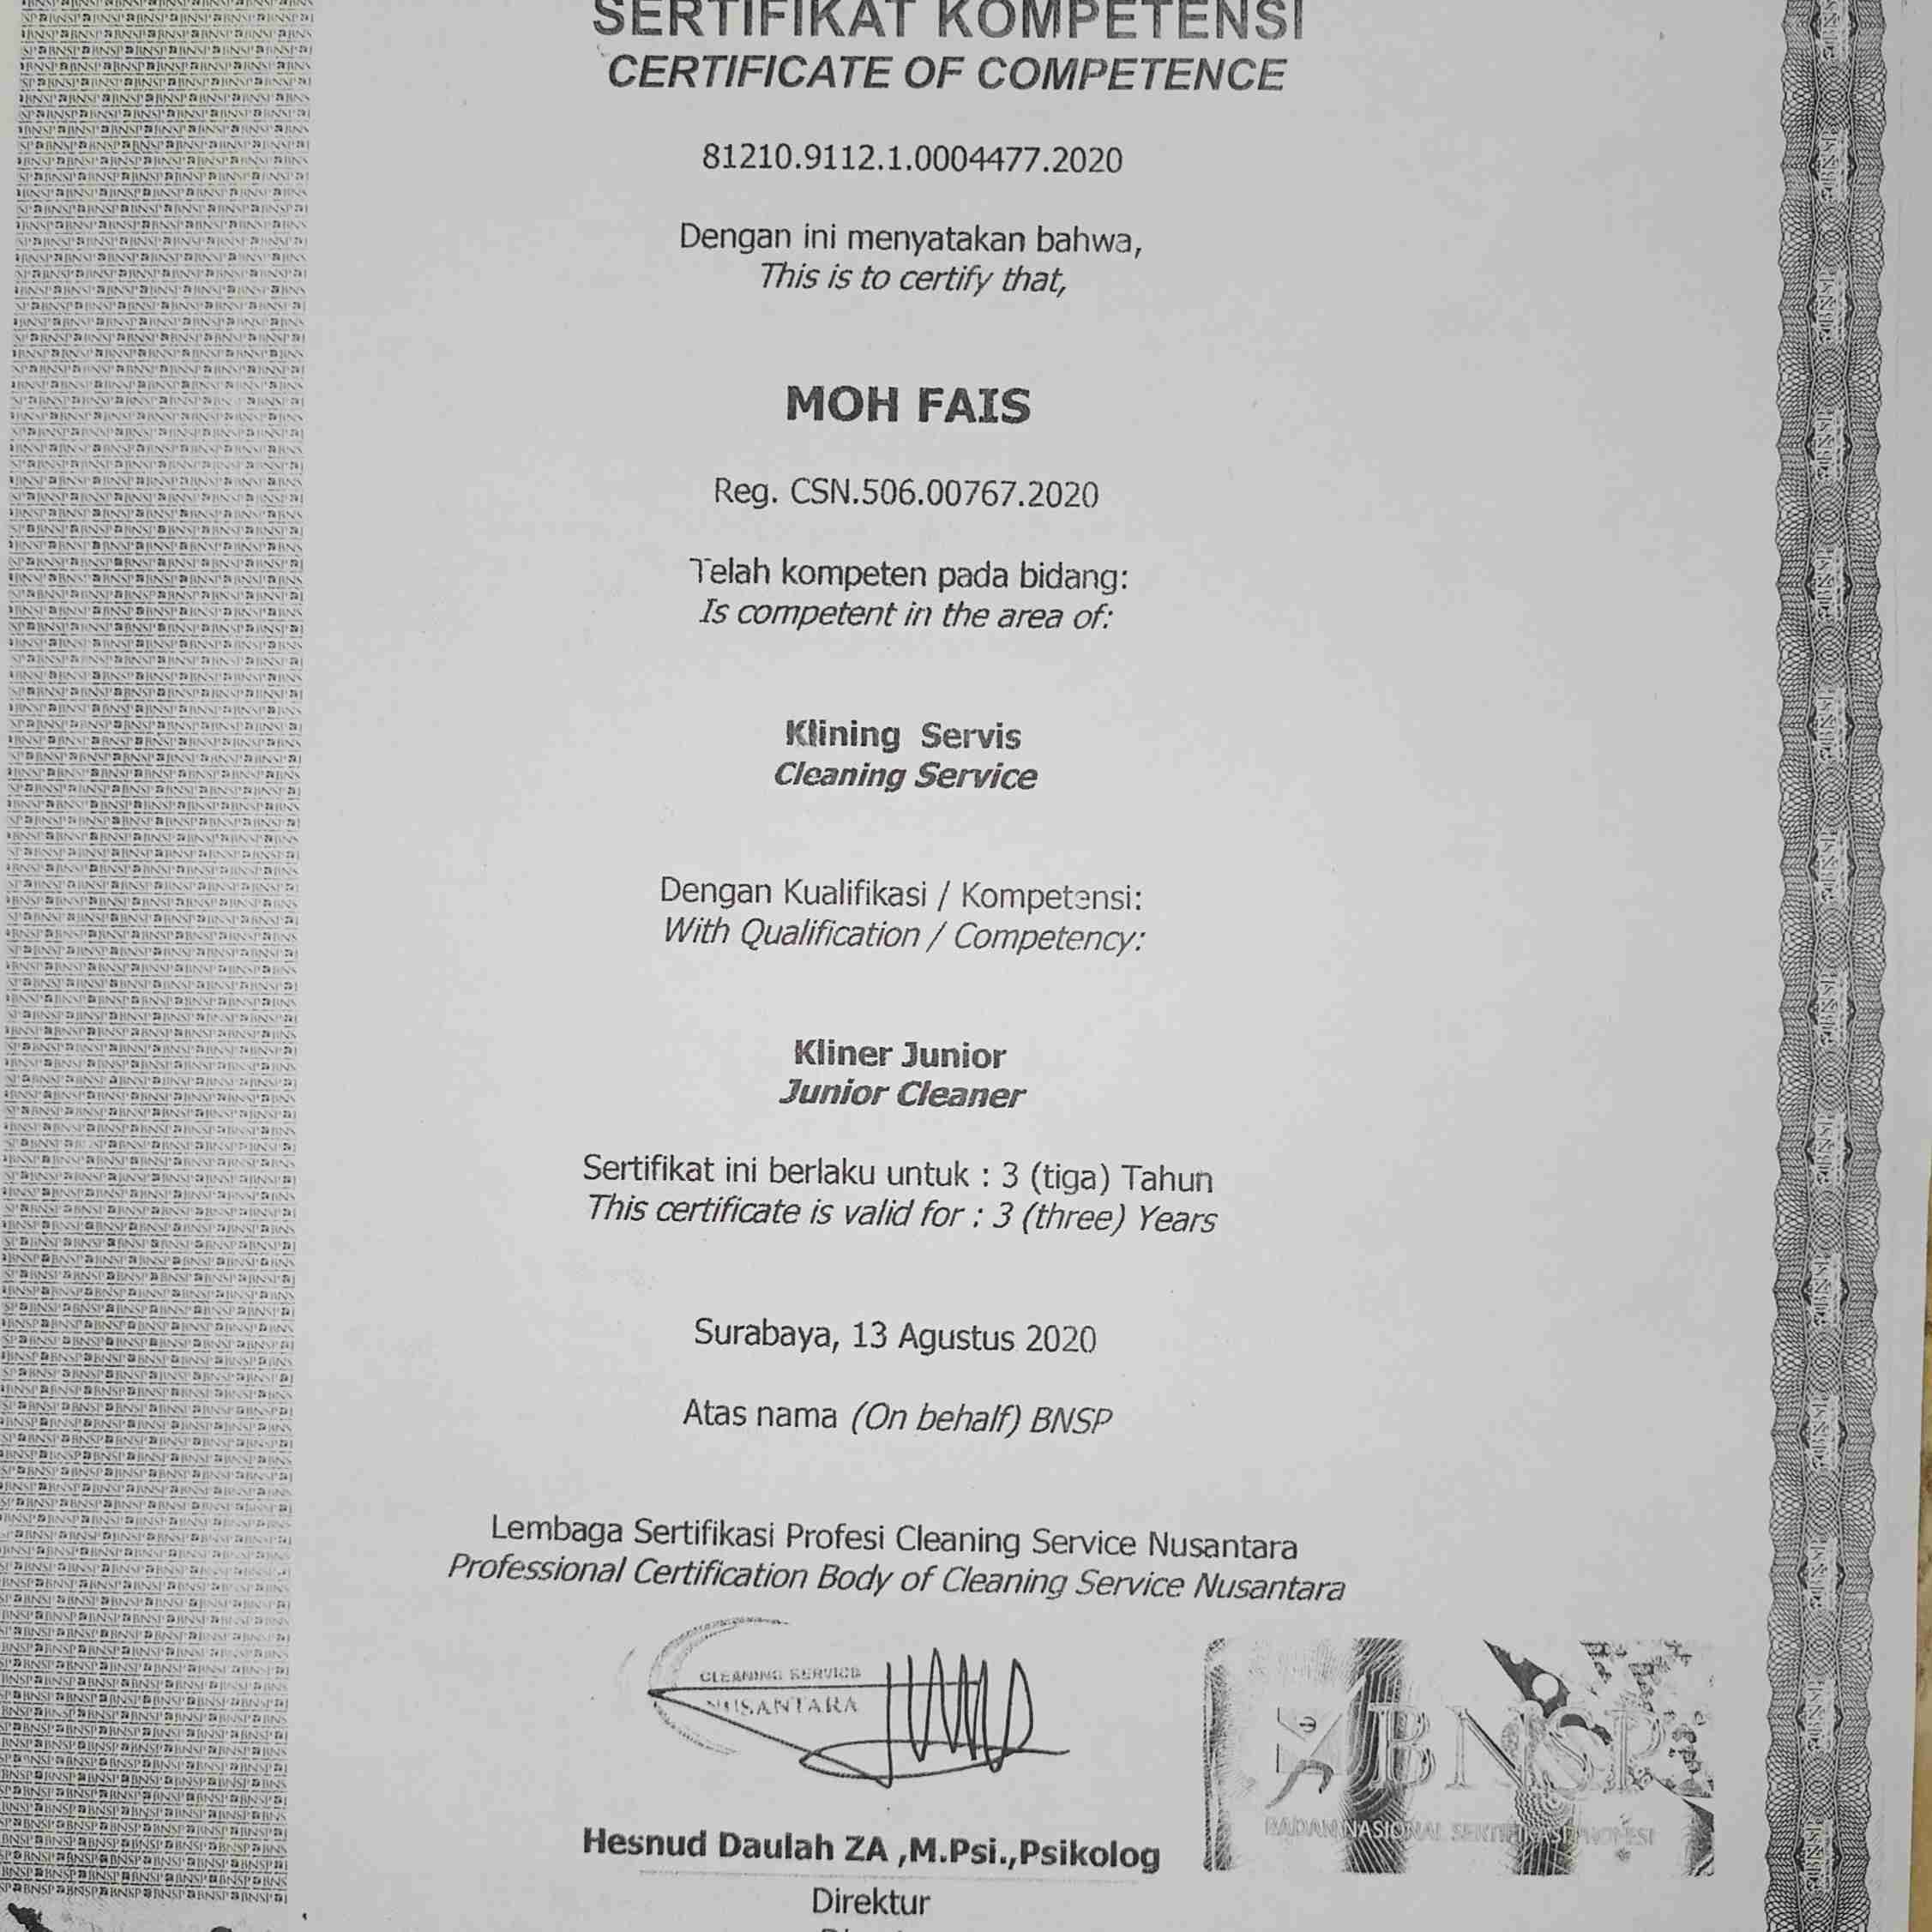 SERTIFIKAT KOMPETENSI
CERTIFICATE OF COMPETENCE
81210.9112.1.0004477.2020
Dengan ini menyatakan bahwa,
This is to certify that,
MOH FAIS
Reg. CSN.506.00767.2020
Telah kompeten pada bidang:
Is competent in the area of:
Klining Servis
Cleaning Service
Dengan Kualifikasi / Kompetensi:
With Qualification / Competency:
Kliner Junior
Junior Cleaner
Sertifikat ini berlaku untuk : 3 (tiga) Tahun
This certificate is valid for : 3 (three) Years
Surabaya, 13 Agustus 2020
Atas nama (On behalf) BNSP
Lembaga Sertifikasi Profesi Cleaning Service Nusantara
Professional Certification Body of Cleaning Service Nusantara
CLEANING SERVICE
NUSANTARA
BNSP
BADAN NASIONAL SERTIFIKASI PROFESI
Hesnud Daulah ZA ,M.Psi.,Psikolog
Direktur